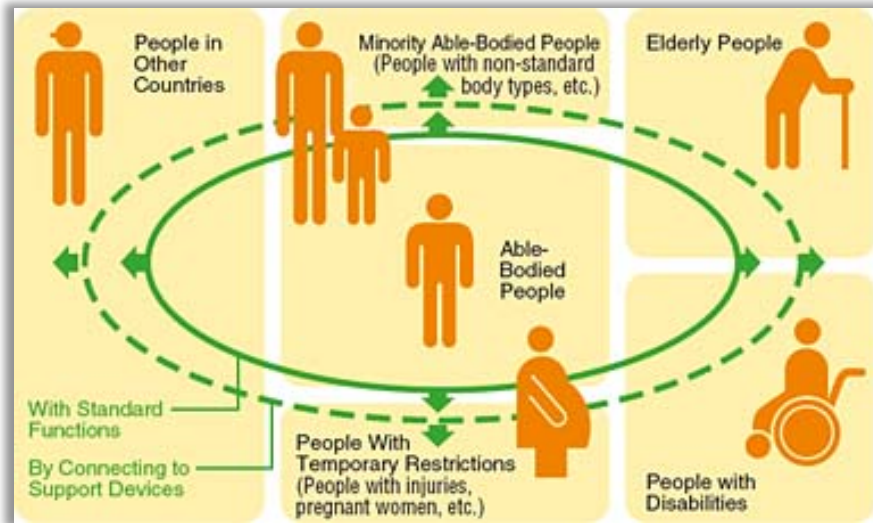 People in
Other
Countries
Minority Able-Bodied People
(People with non-standard
body types, etc.)
Elderly People
Able-
Bodied
People
With Standard
Functions
By Connecting to
Support Devices
People With
Temporary Restrictions
(People with injuries,
pregnant women, etc.)
People with
Disabilities